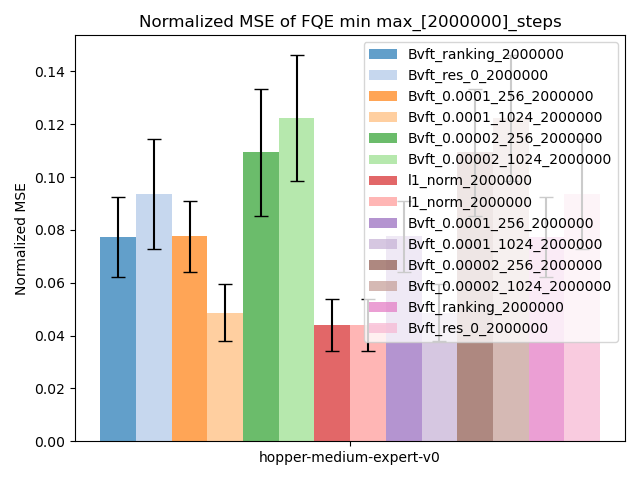 Normalized MSE of FQE min max_[2000000]_steps
Normalized MSE
0.14
0.12
0.10
0.08
0.06
0.04
0.02
0.00
Bvft_ranking_2000000
Bvft_res_0_2000000
Bvft_0.0001_256_2000000
Bvft_0.0001_1024_2000000
Bvft_0.00002_256_2000000
Bvft_0.00002_1024_2000000
l1_norm_2000000
l1_norm_2000000
Bvft_0.0001_256_2000000
Bvft_0.0001_1024_2000000
Bvft_0.00002_256_2000000
Bvft_0.00002_1024_2000000
Bvft_ranking_2000000
Bvft_res_0_2000000
hopper-medium-expert-v0